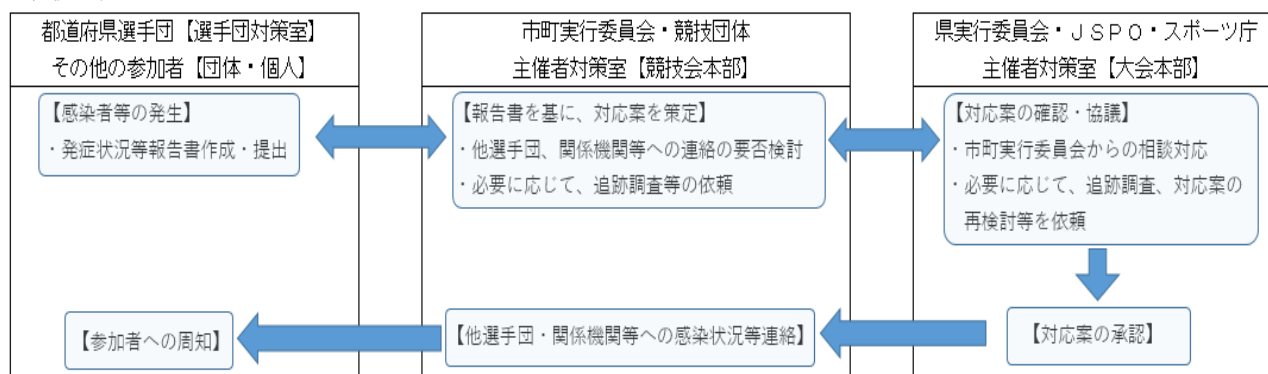 都道府県選手団【選手団対策室】
その他の参加者【団体・個人】
市町実行委員会・競技団体
主催者対策室【競技会本部】
県実行委員会・ＪＳＰＯ・スポーツ庁
主催者対策室【大会本部】
【感染者等の発生】
・発症状況等報告書作成・提出
【報告書を基に、対応案を策定】
・他選手団、関係機関等への連絡の要否検討
・必要に応じて、追跡調査等の依頼
【対応案の確認・協議】
・市町実行委員会からの相談対応
・必要に応じて、追跡調査、対応案の
再検討等を依頼
【参加者への周知】
【他選手団・関係機関等への感染状況等連絡】
【対応案の承認】